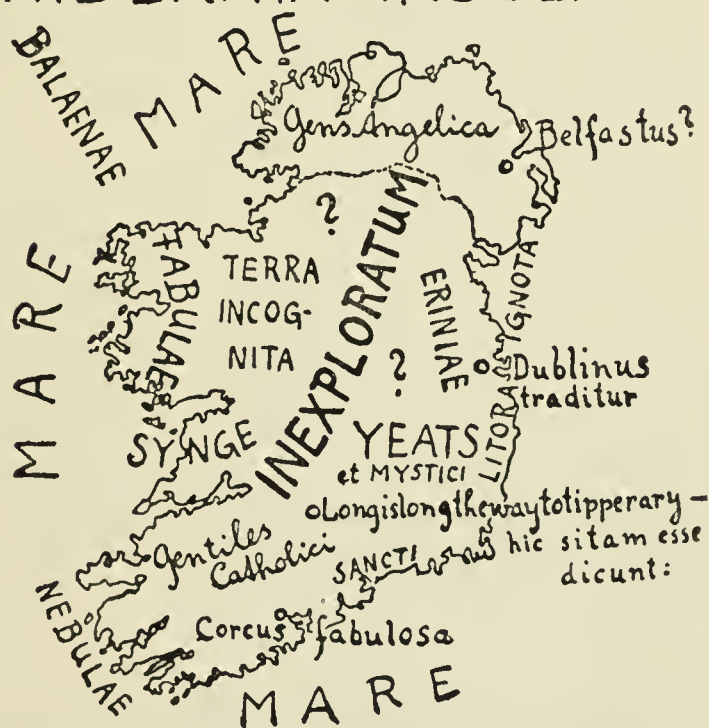 BALAENAE
MARE
Gens Angelica
Belfastus?
?
MARE
FABULAE
TERRA
INCOG-
NITA
INEXPLORATUM
ERINIAE
LITORA IGNOTA
?
Dublinus
traditur
SYNGE
YEATS
et MYSTICI
Longislongthewaytotipperary —
hic sitam esse
dicunt:
Gentiles
Catholici
SANCTI
NEBULAE
Corcus fabulosa
MARE